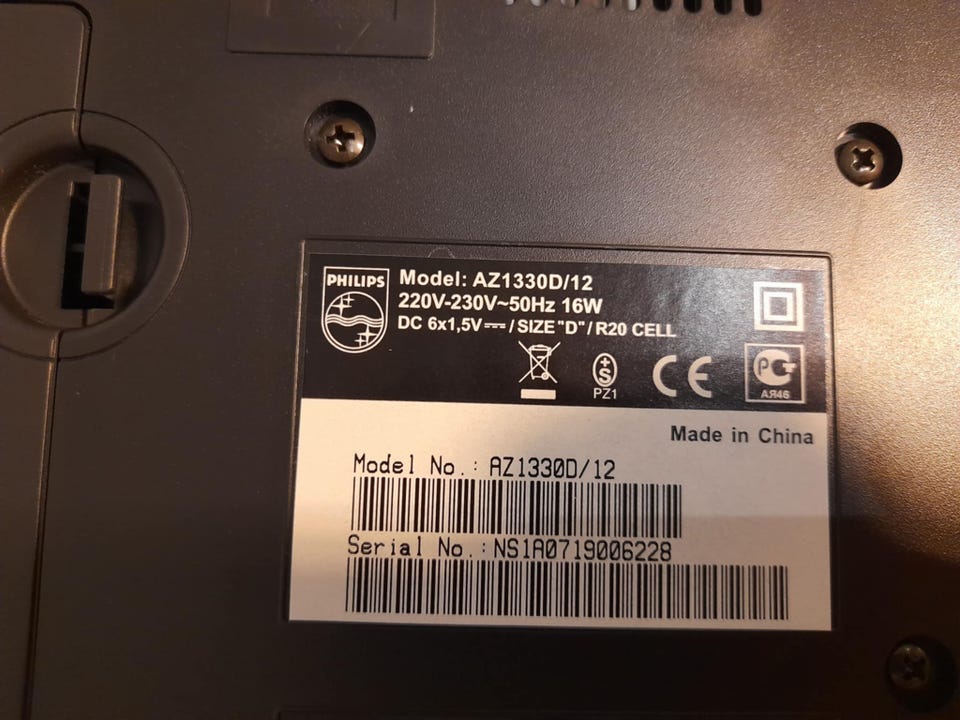 PHILIPS
Model: AZ1330D/12
220V-230V~50Hz 16W
DC 6x1,5V⎓/SIZE "D"/R20 CELL
S
PZ1
CE
PC
АЯ46
Made in China
Model No.: AZ1330D/12
Serial No.: NS1A0719006228